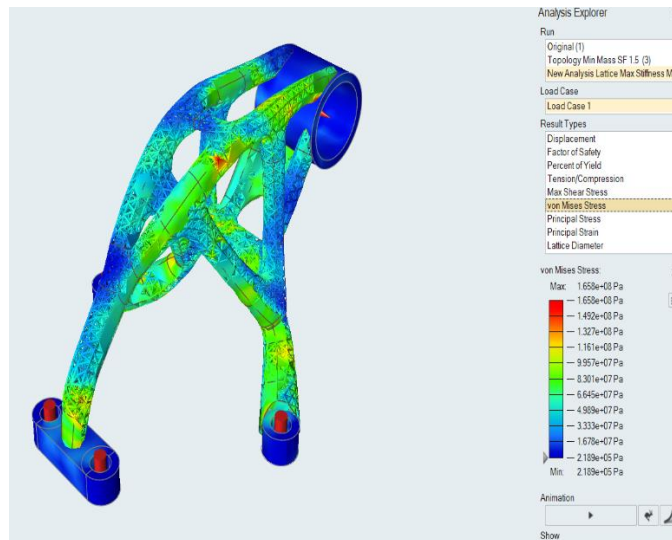 Analysis Explorer
Run
Original (1)
Topology Min Mass SF 1.5 (3)
New Analysis Lattice Max Stiffness M
Load Case
Load Case 1
Result Types
Displacement
Factor of Safety
Percent of Yield
Tension/Compression
Max Shear Stress
von Mises Stress
Principal Stress
Principal Strain
Lattice Diameter
von Mises Stress:
Max: 1.658e+08 Pa
1.658e+08 Pa
1.492e+08 Pa
1.327e+08 Pa
1.161e+08 Pa
9.957e+07 Pa
8.301e+07 Pa
6.645e+07 Pa
4.989e+07 Pa
3.333e+07 Pa
1.678e+07 Pa
2.189e+05 Pa
Min: 2.189e+05 Pa
Animation
Show